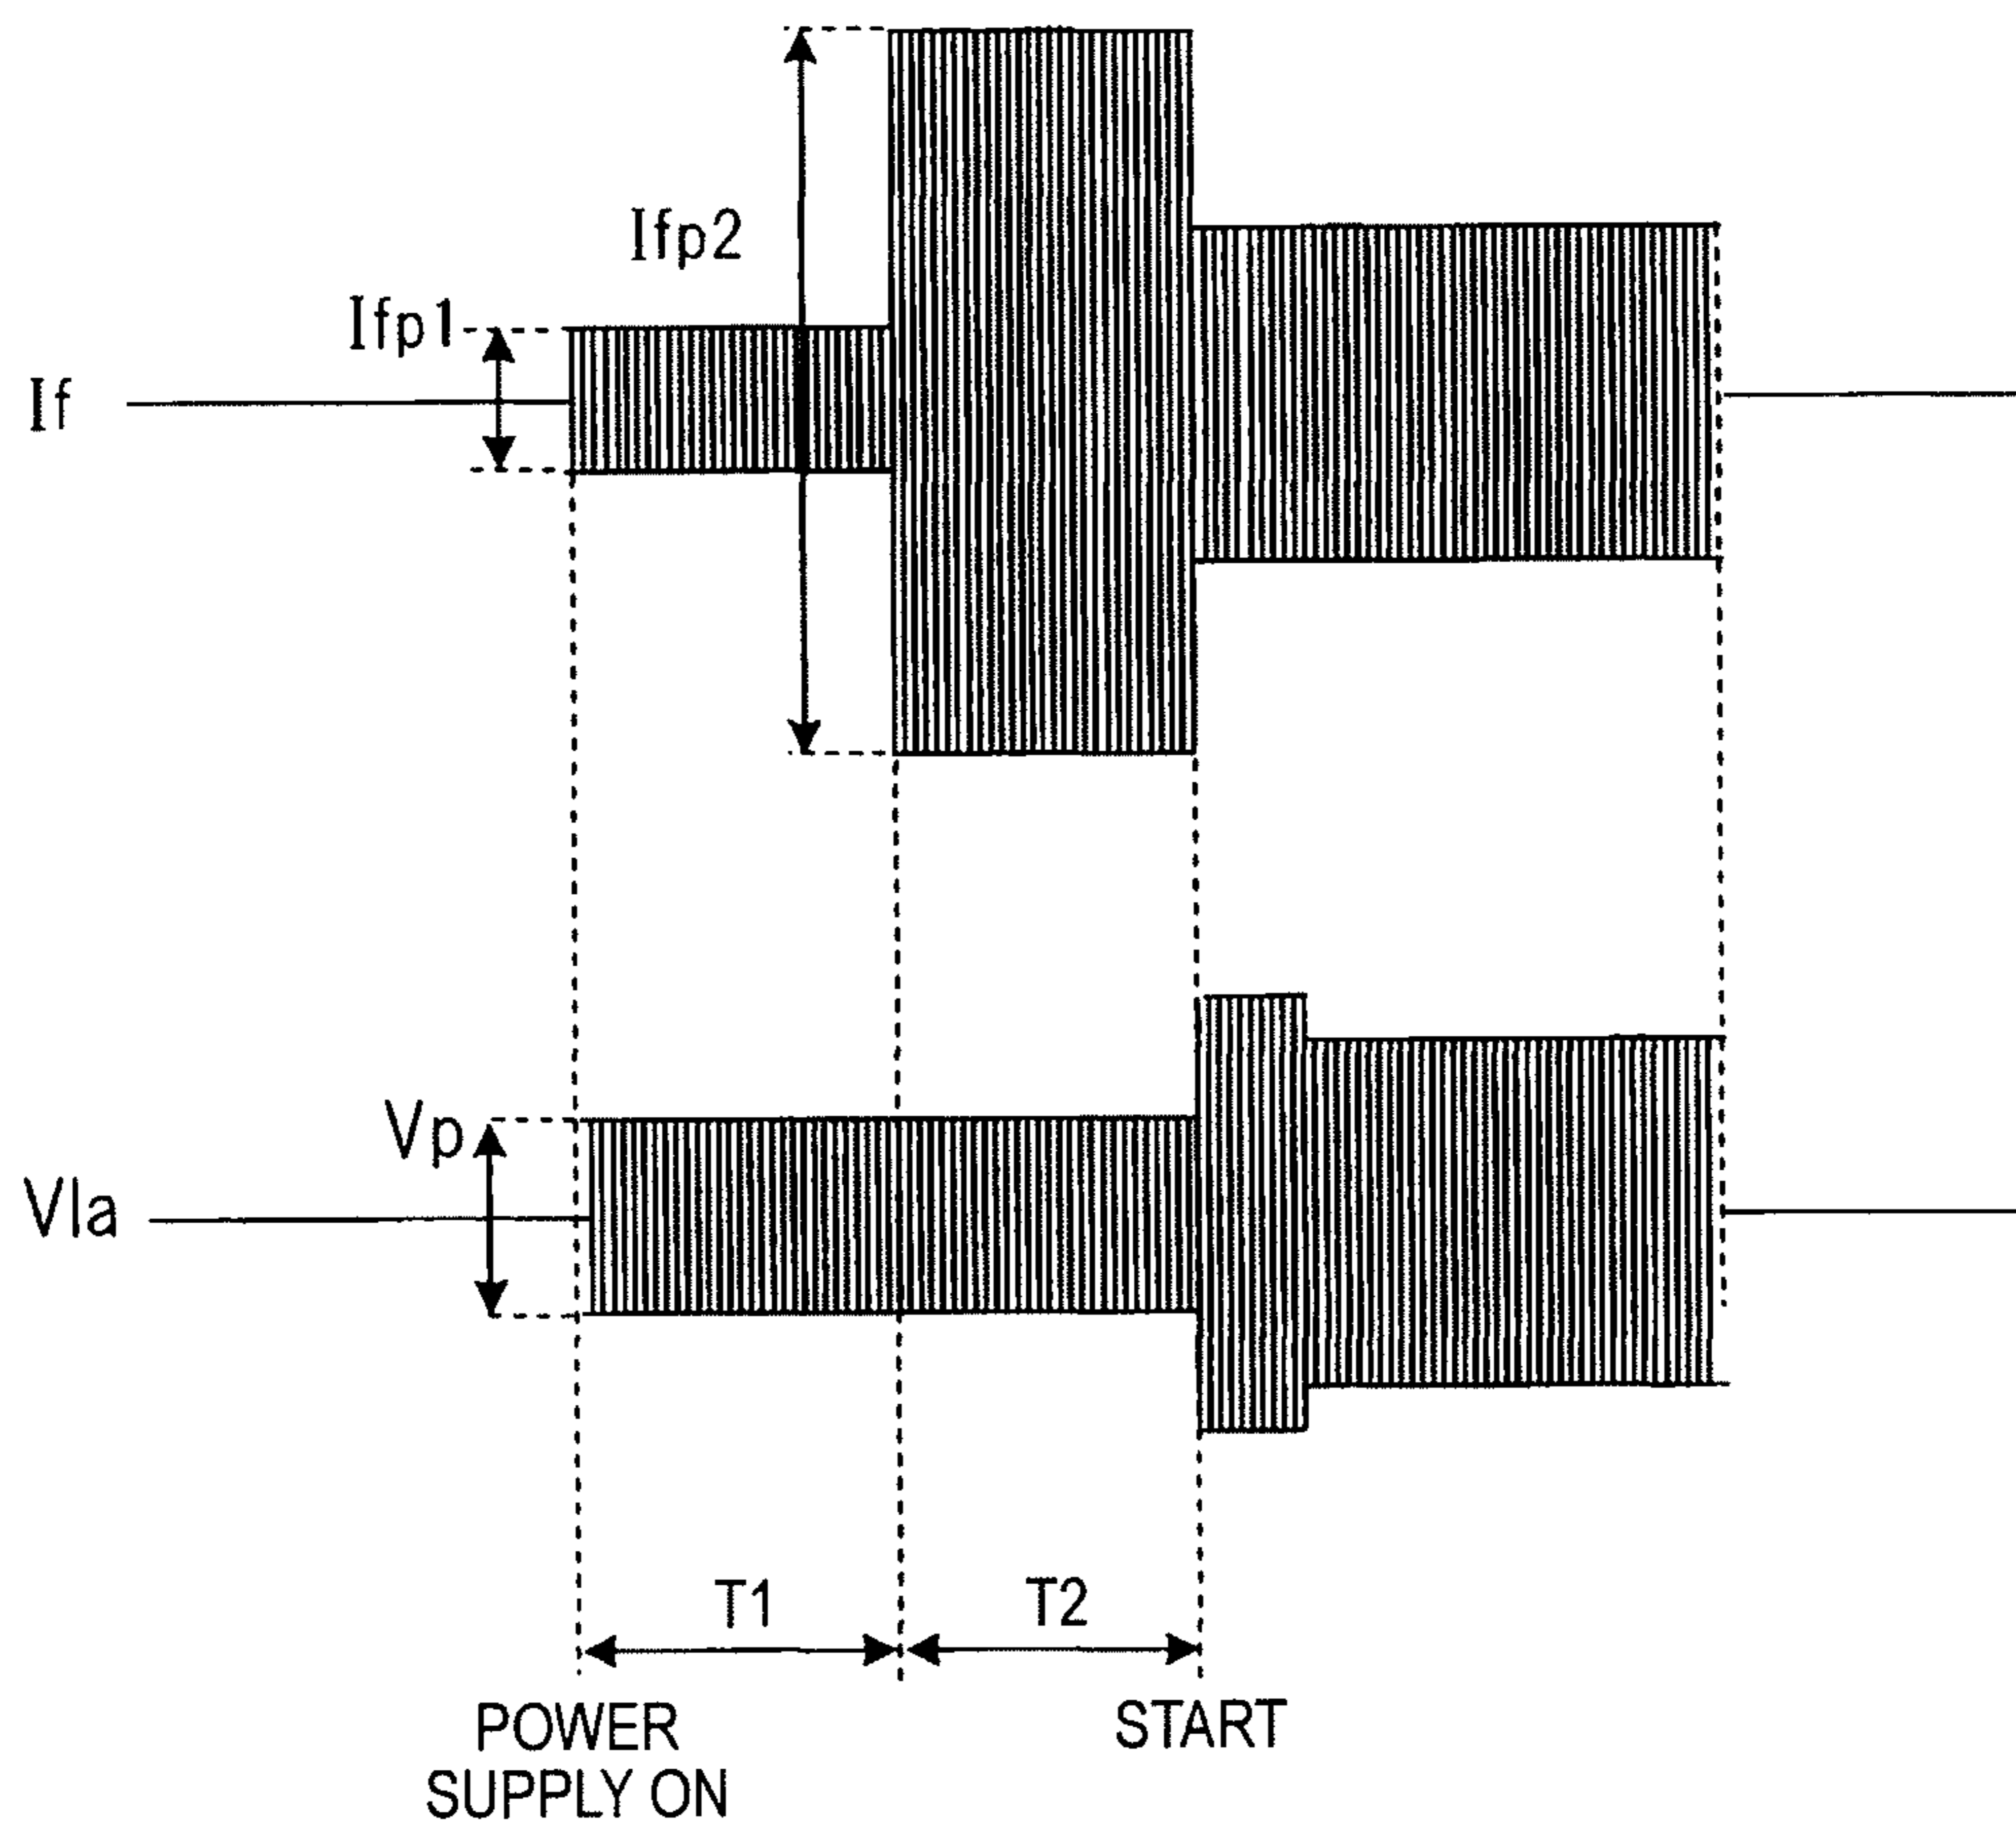 Ifp2
Ifp1
If
Vp
Vla
T1
T2
POWER
SUPPLY ON
START